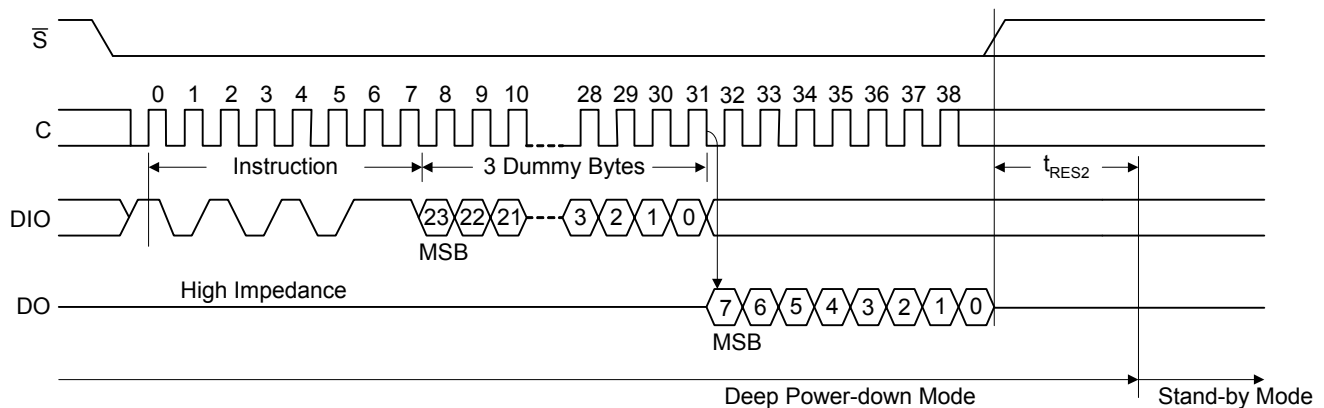 S
0 1 2 3 4 5 6 7 8 9 10 28 29 30 31 32 33 34 35 36 37 38
C
Instruction 3 Dummy Bytes tRES2
DIO 23 22 21 3 2 1 0
MSB
High Impedance
DO 7 6 5 4 3 2 1 0
MSB
Deep Power-down Mode Stand-by Mode